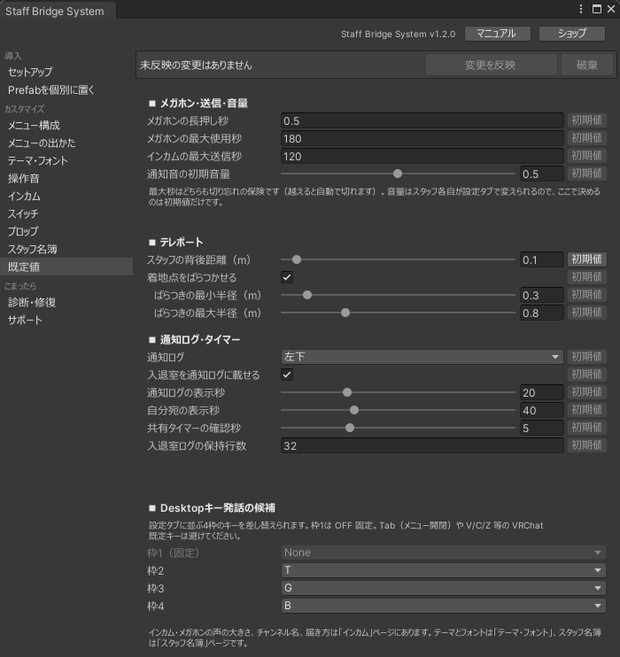 Staff Bridge System
Staff Bridge System v1.2.0 マニュアル ショップ
導入
セットアップ
Prefabを個別に置く
カスタマイズ
メニュー構成
メニューの出かた
テーマ・フォント
操作音
インカム
スイッチ
プロップ
スタッフ名簿
既定値
こまったら
診断・修復
サポート
未反映の変更はありません 変更を反映 破棄
■ メガホン・送信・音量
メガホンの長押し秒 0.5 初期値
メガホンの最大使用秒 180 初期値
インカムの最大送信秒 120 初期値
通知音の初期音量 0.5 初期値
最大秒はどちらも切り忘れの保険です（越えると自動で切れます）。音量はスタッフ各自が設定タブで変えられるので、ここで決める
のは初期値だけです。
■ テレポート
スタッフの背後距離（m） 0.1 初期値
着地点をばらつかせる 初期値
ばらつきの最小半径（m） 0.3 初期値
ばらつきの最大半径（m） 0.8 初期値
■ 通知ログ・タイマー
通知ログ 左下 初期値
入退室を通知ログに載せる 初期値
通知ログの表示秒 20 初期値
自分宛の表示秒 40 初期値
共有タイマーの確認秒 5 初期値
入退室ログの保持行数 32 初期値
■ Desktopキー発話の候補
設定タブに並ぶ4枠のキーを差し替えられます。枠1は OFF 固定。Tab（メニュー開閉）や V/C/Z 等の VRChat
既定キーは避けてください。
枠1（固定） None
枠2 T
枠3 G
枠4 B
インカム・メガホンの声の大きさ、チャンネル名、届き方は「インカム」ページにあります。テーマとフォントは「テーマ・フォント」、スタッフ名簿
は「スタッフ名簿」ページです。